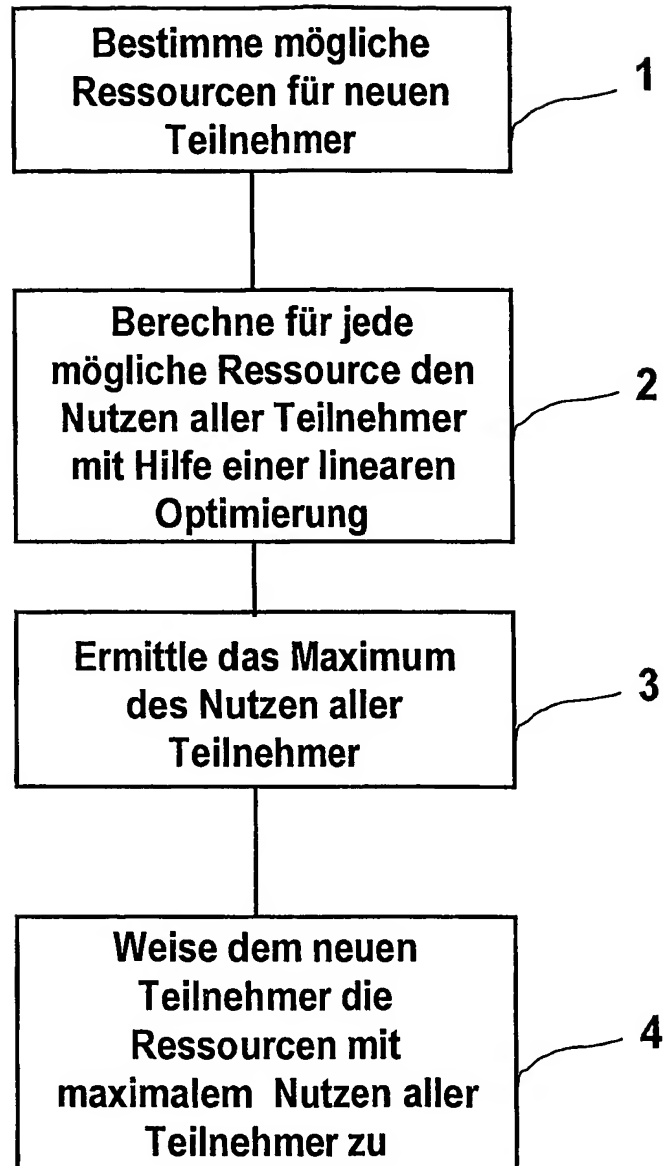 Bestimme mögliche
Ressourcen für neuen
Teilnehmer
1
Berechne für jede
mögliche Ressource den
Nutzen aller Teilnehmer
mit Hilfe einer linearen
Optimierung
2
Ermittle das Maximum
des Nutzen aller
Teilnehmer
3
Weise dem neuen
Teilnehmer die
Ressourcen mit
maximalem Nutzen aller
Teilnehmer zu
4